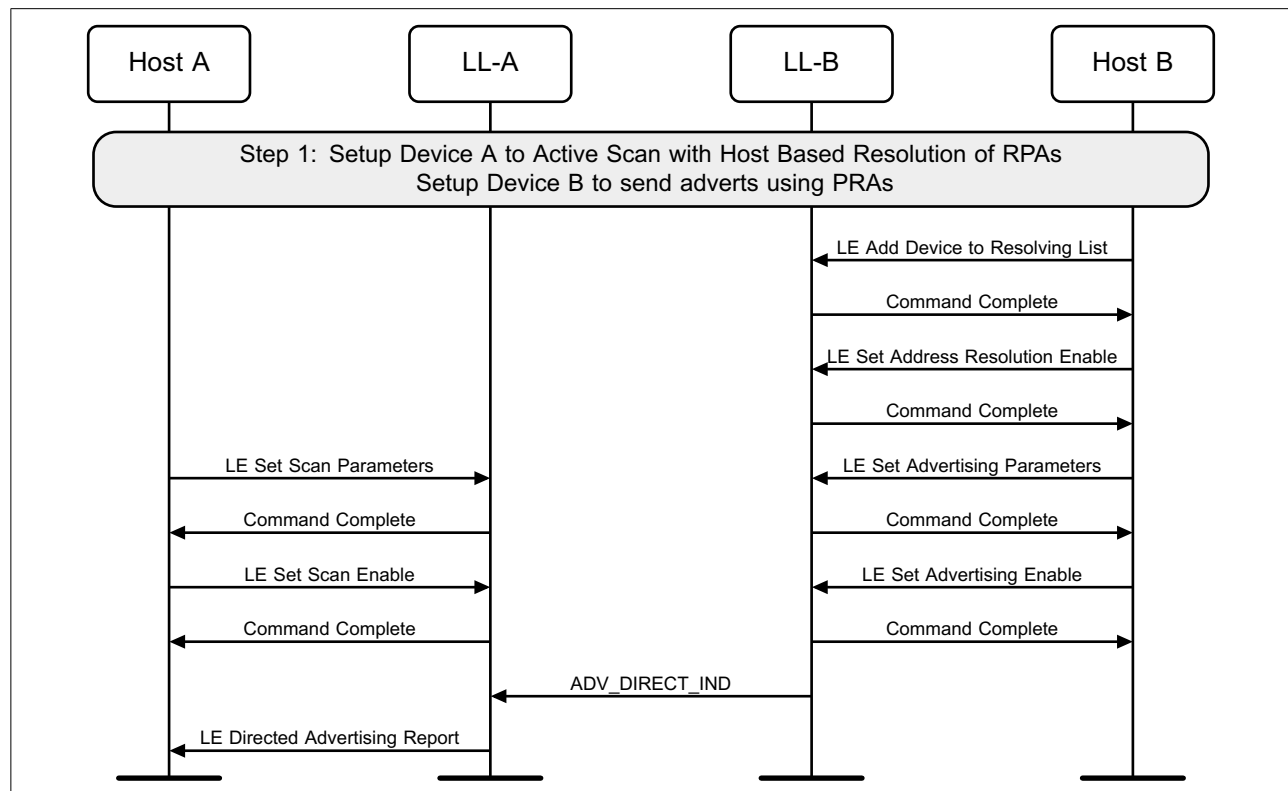 Host A
LL-A
LL-B
Host B
Step 1: Setup Device A to Active Scan with Host Based Resolution of RPAs
Setup Device B to send adverts using PRAs
LE Add Device to Resolving List
Command Complete
LE Set Address Resolution Enable
Command Complete
LE Set Scan Parameters
LE Set Advertising Parameters
Command Complete
Command Complete
LE Set Scan Enable
LE Set Advertising Enable
Command Complete
Command Complete
ADV_DIRECT_IND
LE Directed Advertising Report